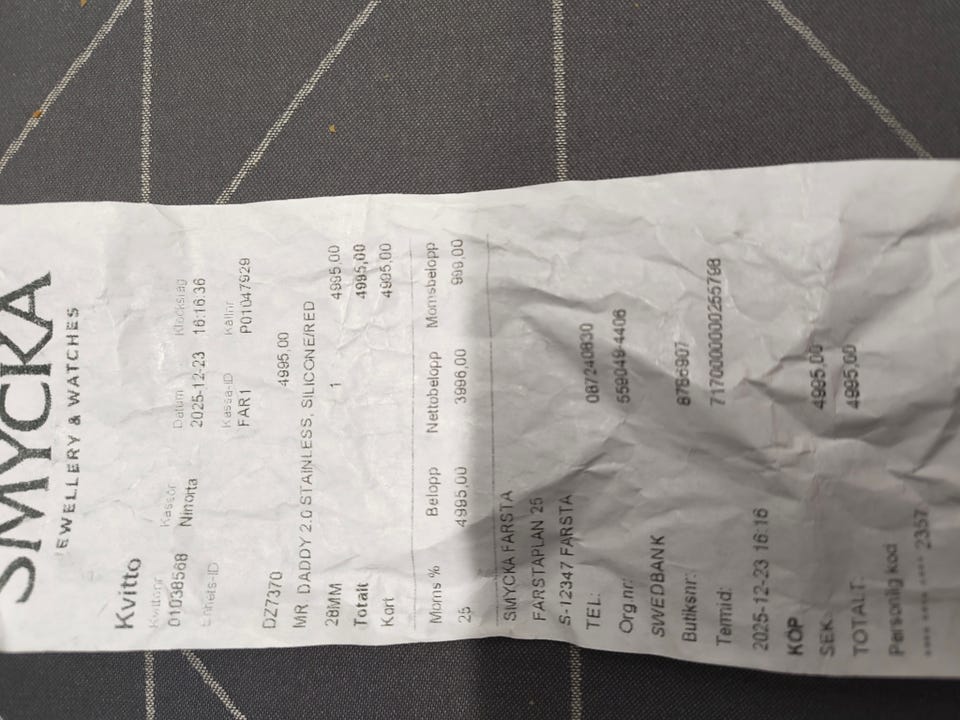 SMYCKA
JEWELLERY & WATCHES
Kvitto
Kvittonr Kassör Datum Klockslag
01038568 Ninorta 2025-12-23 16:16:36
Enhets-ID Kassa-ID Källnr
FAR1 P01047929
DZ7370 4995,00
MR. DADDY 2.0 STAINLESS, SILICONE/RED
28MM 1 4995,00
Totalt 4995,00
Kort 4995,00
Moms % Belopp Nettobelopp Momsbelopp
25 4995,00 3996,00 999,00
SMYCKA FARSTA
FARSTAPLAN 25
S-12347 FARSTA
TEL: 087240830
Org.nr: 559049-4406
SWEDBANK
Butiksnr:
Termid: 717000000000255798
2025-12-23 16:16
KÖP
SEK 4995,00
TOTALT: 4995,00
Personlig kod
**** **** **** 2357